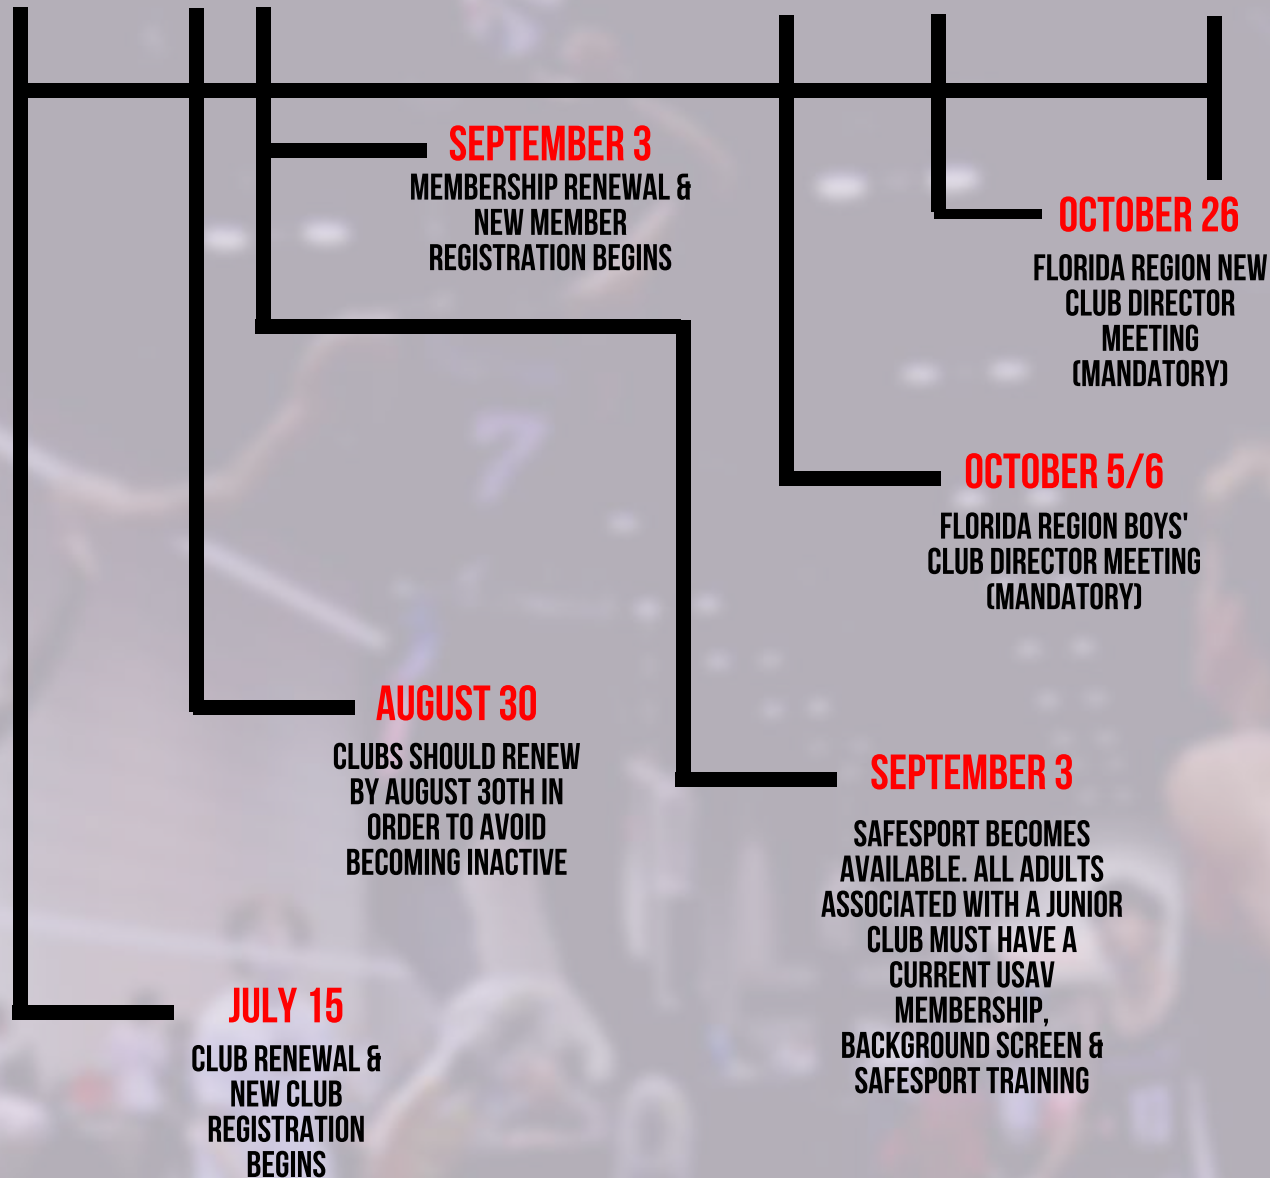 SEPTEMBER 3
MEMBERSHIP RENEWAL &
NEW MEMBER
REGISTRATION BEGINS
OCTOBER 26
FLORIDA REGION NEW
CLUB DIRECTOR
MEETING
(MANDATORY)
OCTOBER 5/6
FLORIDA REGION BOYS'
CLUB DIRECTOR MEETING
(MANDATORY)
AUGUST 30
CLUBS SHOULD RENEW
BY AUGUST 30TH IN
ORDER TO AVOID
BECOMING INACTIVE
SEPTEMBER 3
SAFESPORT BECOMES
AVAILABLE. ALL ADULTS
ASSOCIATED WITH A JUNIOR
CLUB MUST HAVE A
CURRENT USAV
MEMBERSHIP,
BACKGROUND SCREEN &
SAFESPORT TRAINING
JULY 15
CLUB RENEWAL &
NEW CLUB
REGISTRATION
BEGINS
7